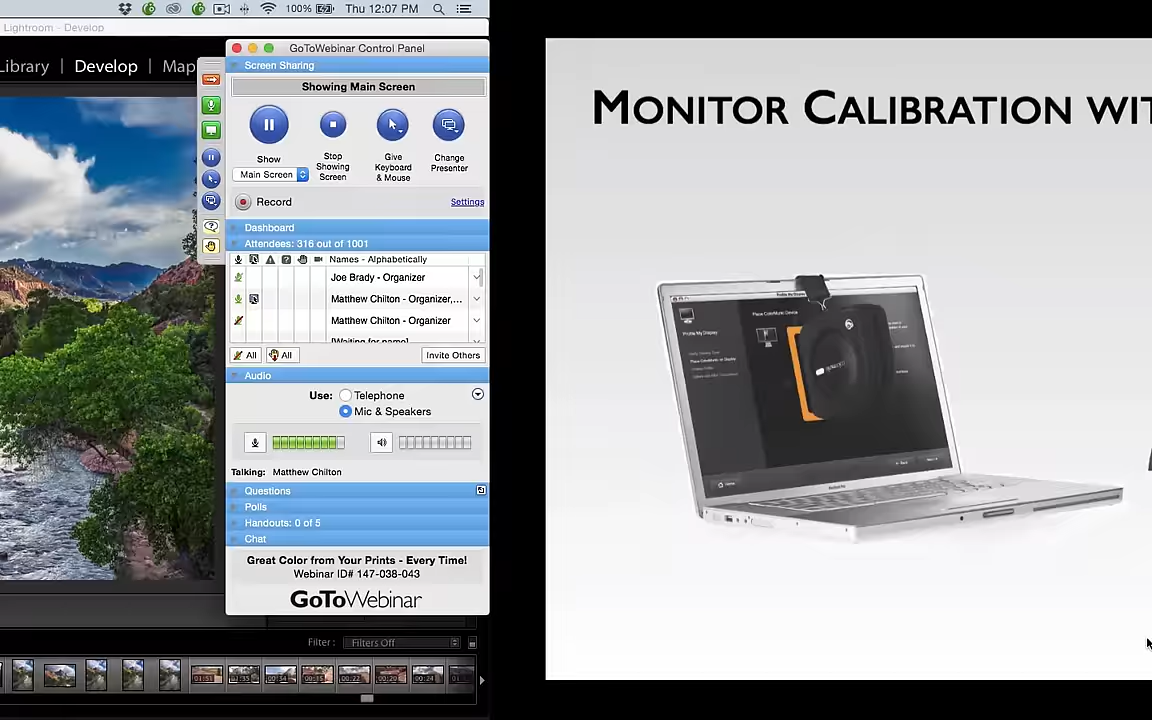 100%
Thu 12:07 PM
Lightroom - Develop
Library | Develop | Map
GoToWebinar Control Panel
Screen Sharing
Showing Main Screen
Show
Main Screen
Stop
Showing
Screen
Give
Keyboard
& Mouse
Change
Presenter
Record
Settings
Dashboard
Attendees: 316 out of 1001
Names - Alphabetically
Joe Brady - Organizer
Matthew Chilton - Organizer,...
Matthew Chilton - Organizer
[Waiting for name]
All
All
Invite Others
Audio
Use: Telephone
Mic & Speakers
Talking: Matthew Chilton
Questions
Polls
Handouts: 0 of 5
Chat
Great Color from Your Prints - Every Time!
Webinar ID# 147-038-043
GoToWebinar
Filter : Filters Off
MONITOR CALIBRATION WIT